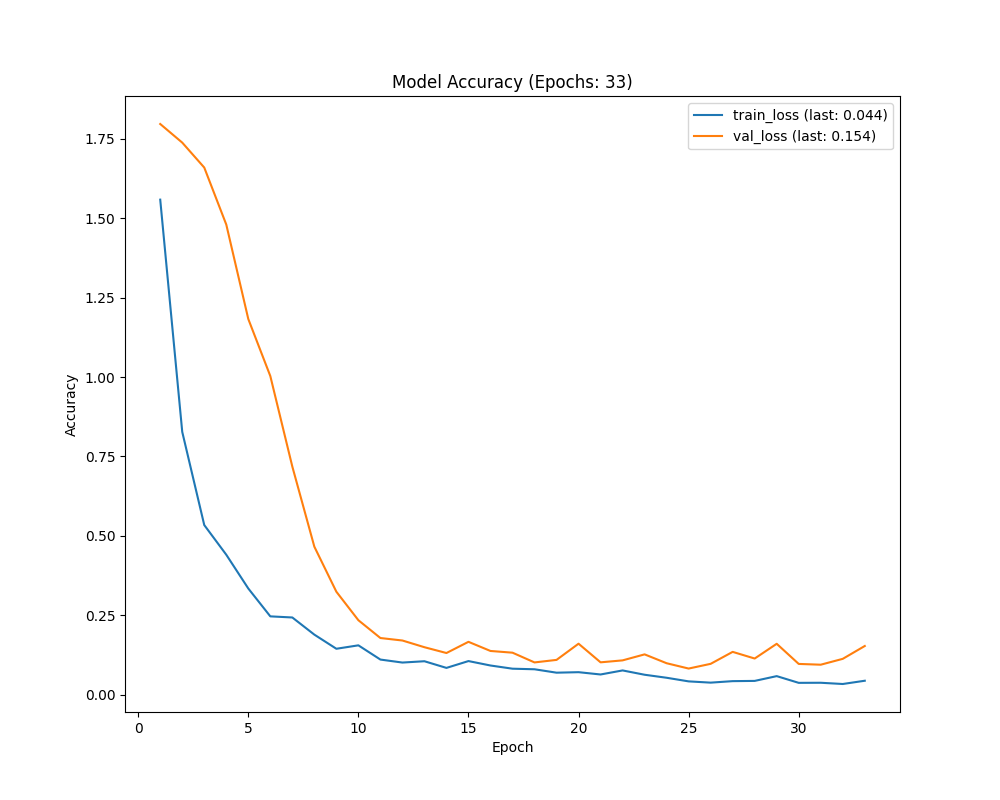 Model Accuracy (Epochs: 33)
train_loss (last: 0.044)
val_loss (last: 0.154)
Accuracy
1.75
1.50
1.25
1.00
0.75
0.50
0.25
0.00
0 5 10 15 20 25 30
Epoch